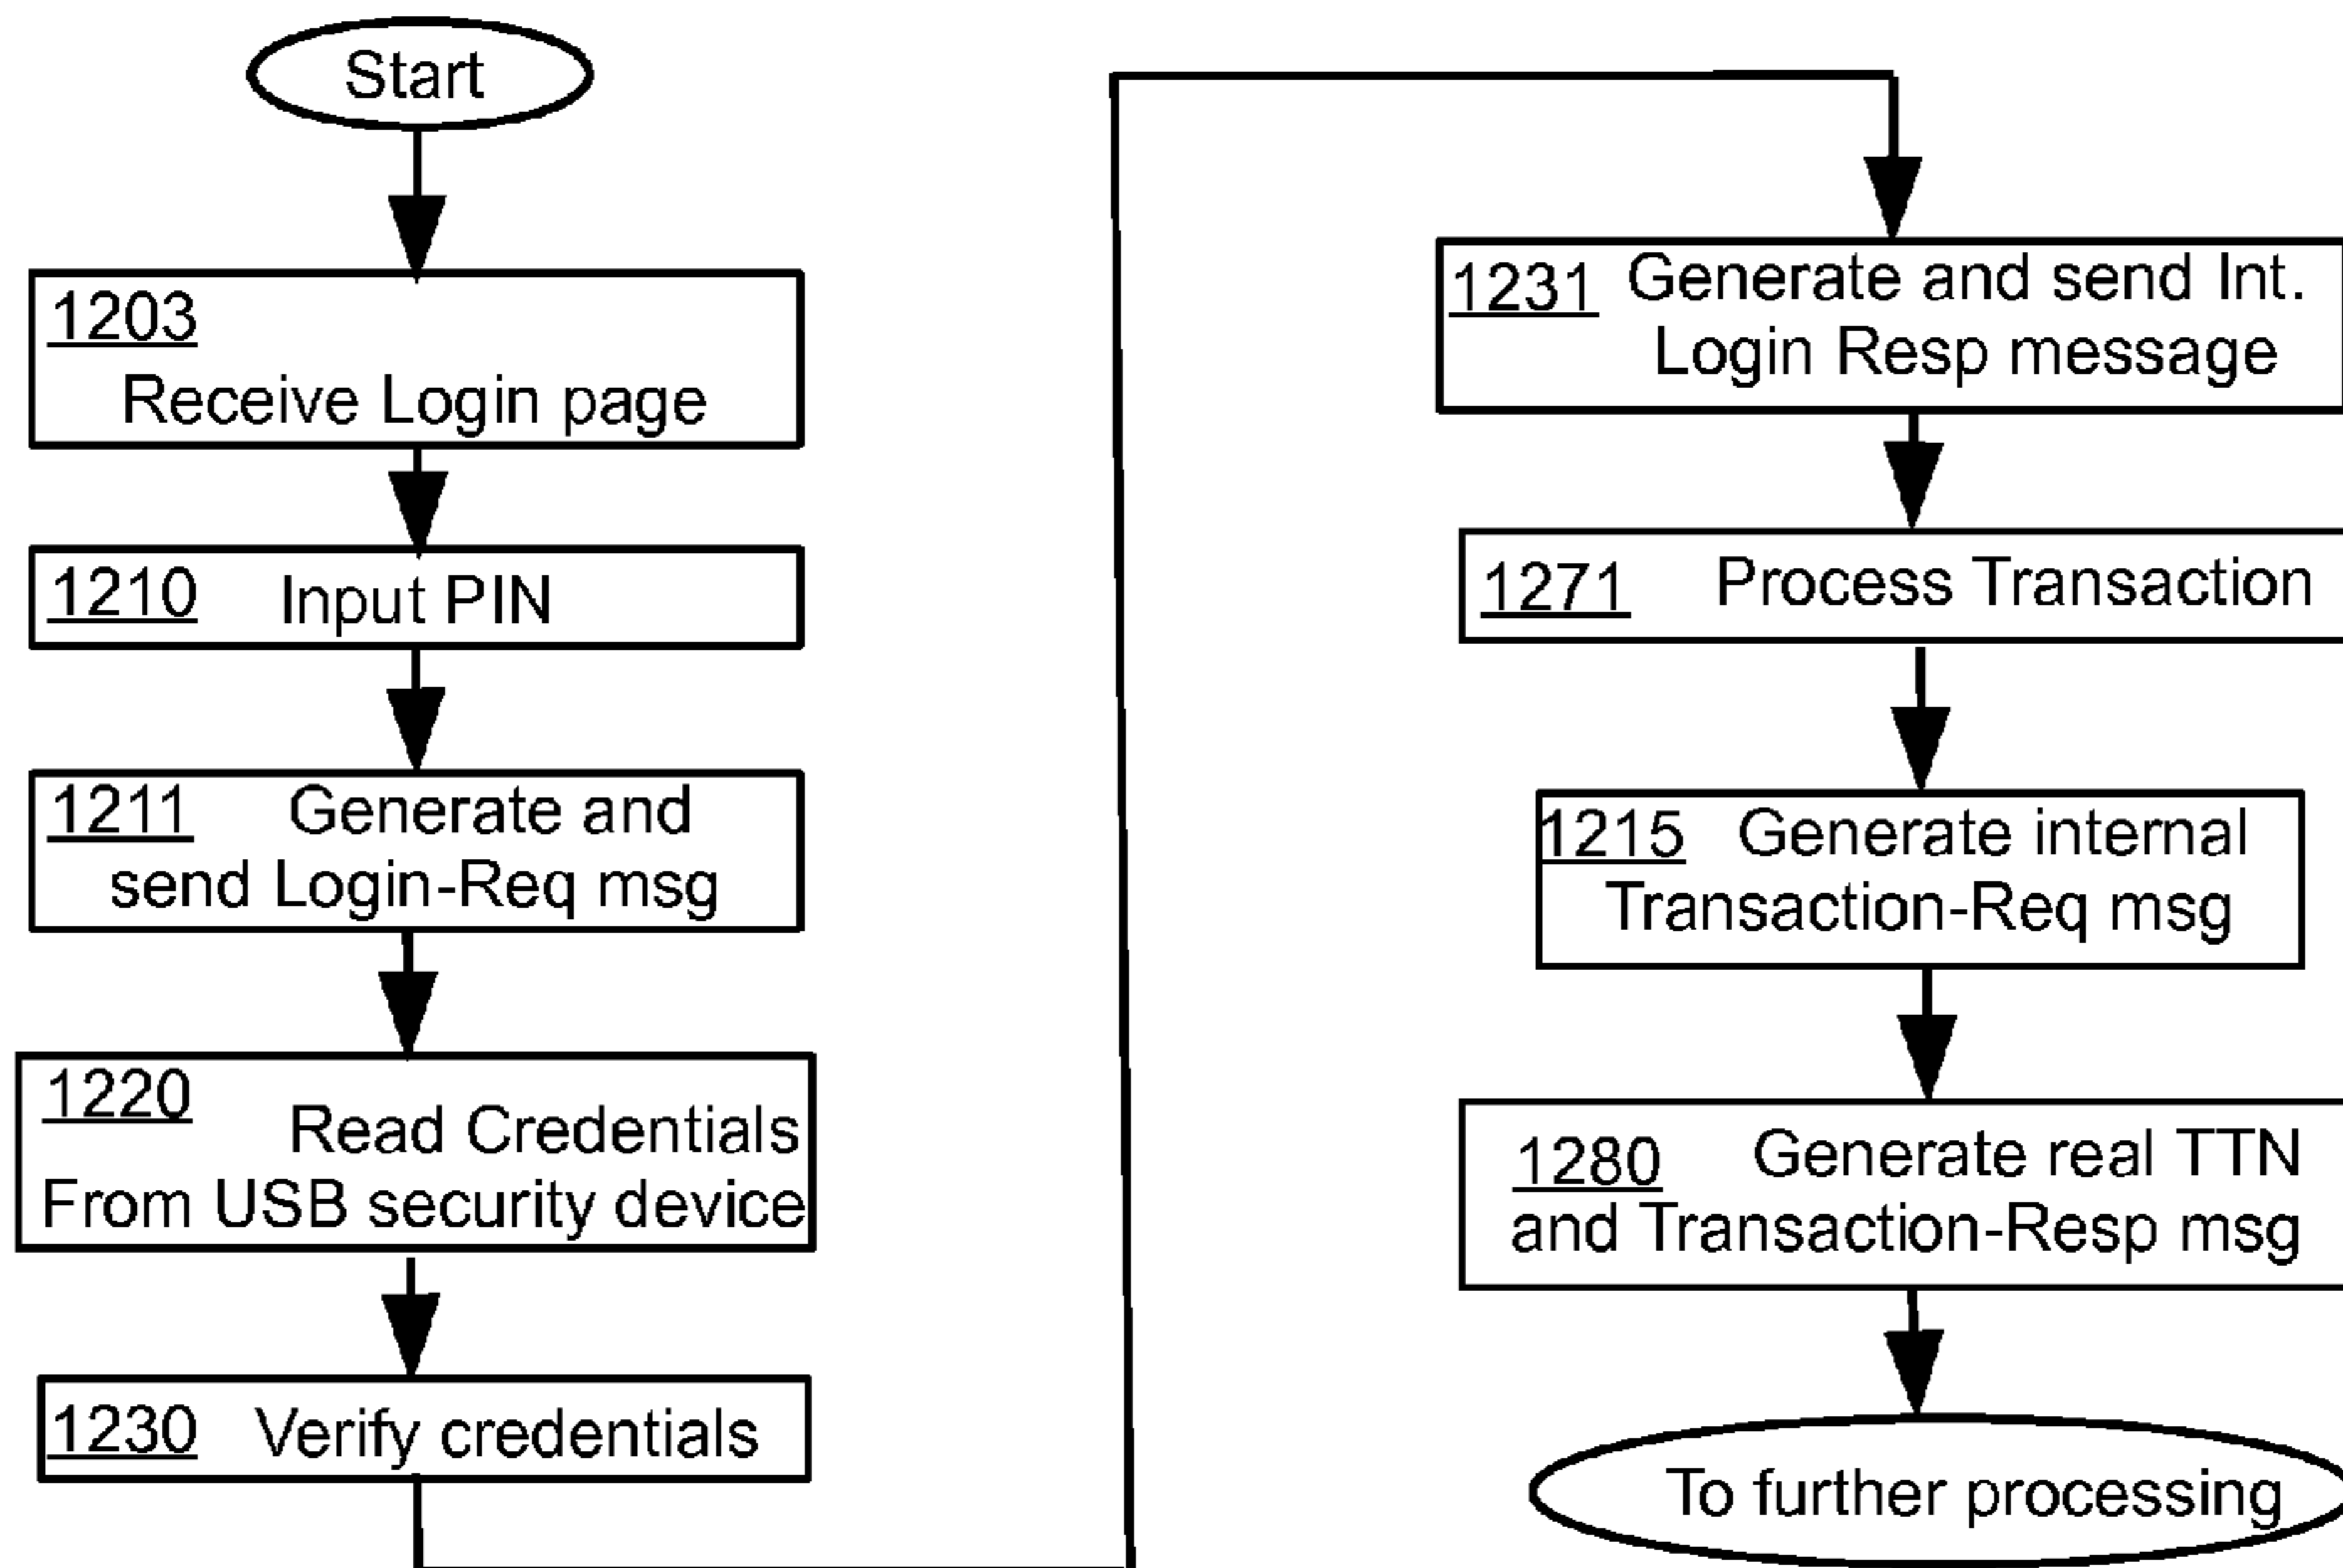 Start
1203
Receive Login page
1210 Input PIN
1211 Generate and
send Login-Req msg
1220
Read Credentials
From USB security device
1230 Verify credentials
1231 Generate and send Int.
Login Resp message
1271 Process Transaction
1215 Generate internal
Transaction-Req msg
1280 Generate real TTN
and Transaction-Resp msg
To further processing